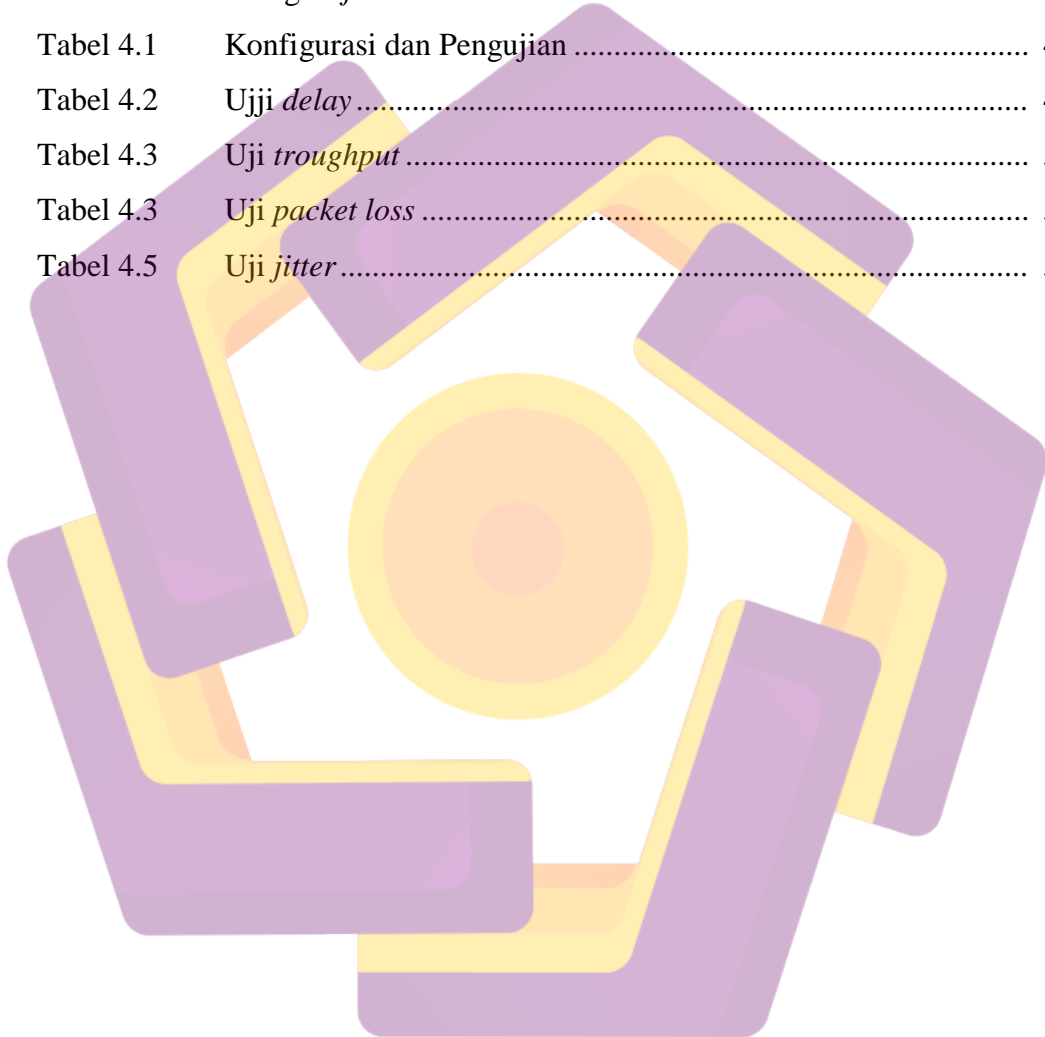 Tabel 4.1 Konfigurasi dan Pengujian ........................................................................
Tabel 4.2 Ujji delay ........................................................................
Tabel 4.3 Uji troughput ........................................................................
Tabel 4.3 Uji packet loss ........................................................................
Tabel 4.5 Uji jitter ........................................................................